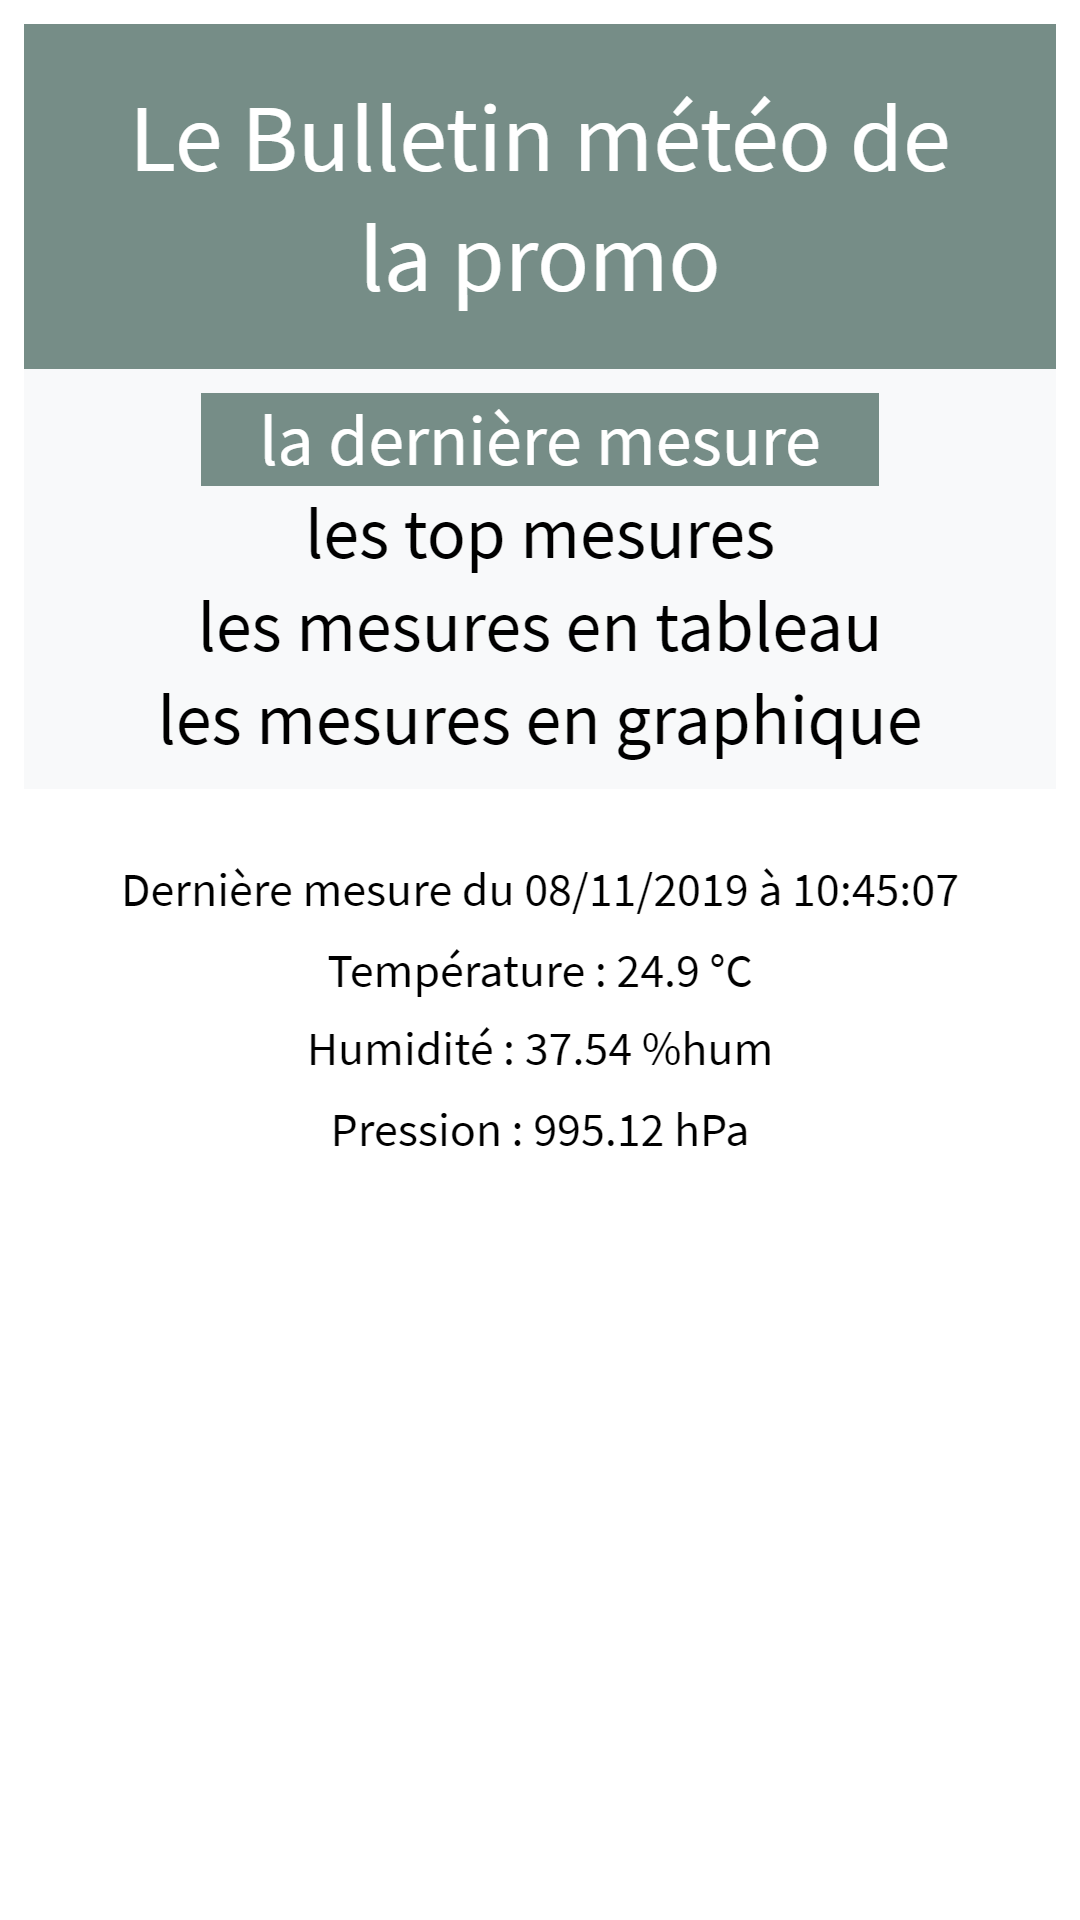 Le Bulletin météo de
la promo
la dernière mesure
les top mesures
les mesures en tableau
les mesures en graphique
Dernière mesure du 08/11/2019 à 10:45:07
Température : 24.9 °C
Humidité : 37.54 %hum
Pression : 995.12 hPa